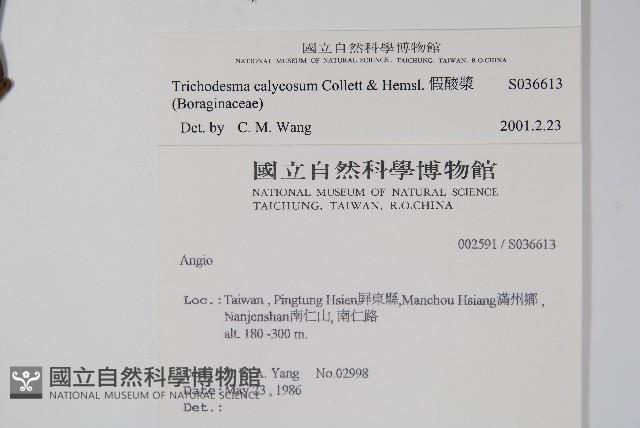 國立自然科學博物館
NATIONAL MUSEUM OF NATURAL SCIENCE, TAICHUNG, TAIWAN, R.O.CHINA
Trichodesma calycosum Collett & Hemsl. 假酸漿 S036613
(Boraginaceae)
Det. by C. M. Wang 2001.2.23
國立自然科學博物館
NATIONAL MUSEUM OF NATURAL SCIENCE
TAICHUNG, TAIWAN, R.O.CHINA
002591 / S036613
Angio
Loc.: Taiwan , Pingtung Hsien屏東縣,Manchou Hsiang滿州鄉 ,
Nanjenshan南仁山, 南仁路
alt. 180 -300 m.
A. Yang No.02998
Date: May 23 , 1986
Det.:
國立自然科學博物館
NATIONAL MUSEUM OF NATURAL SCIENCE